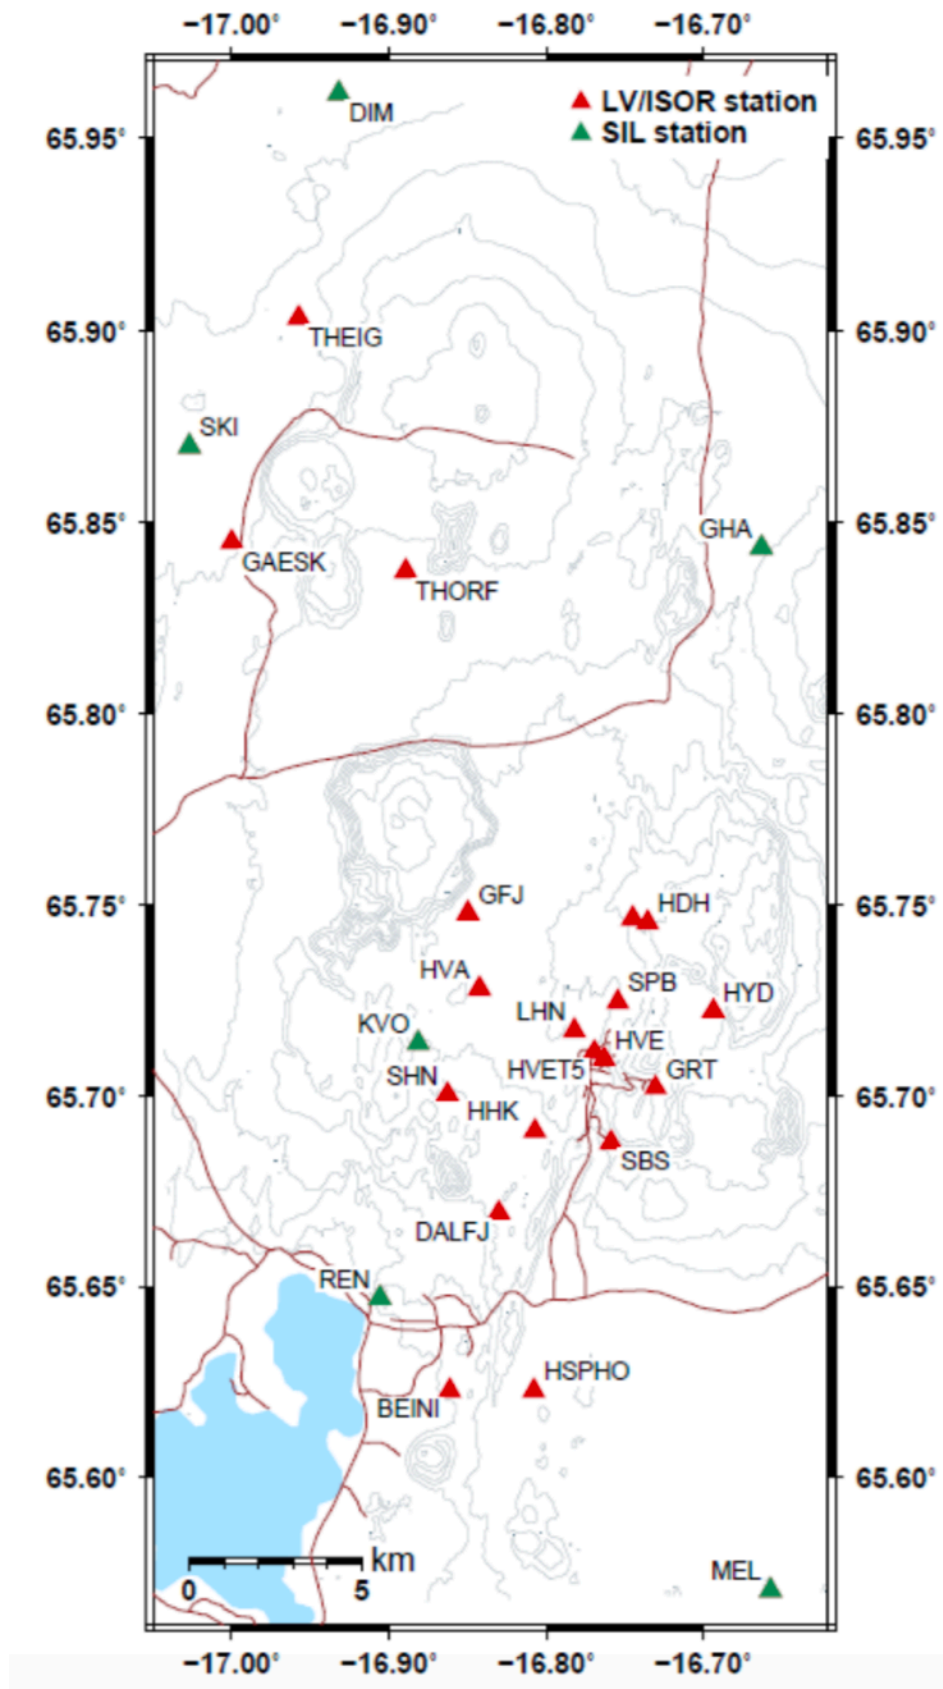 −17.00° −16.90° −16.80° −16.70°
LV/ISOR station
SIL station
DIM
65.95° 65.95°
65.90° 65.90°
THEIG
SKI
65.85° 65.85°
GHA
GAESK
THORF
65.80° 65.80°
65.75° 65.75°
GFJ
HDH
HVA
SPB
HYD
LHN
KVO
HVE
HVET5
GRT
SHN
65.70° 65.70°
HHK
SBS
DALFJ
REN
65.65° 65.65°
HSPHO
BEINI
65.60° 65.60°
km
0 5
MEL
−17.00° −16.90° −16.80° −16.70°